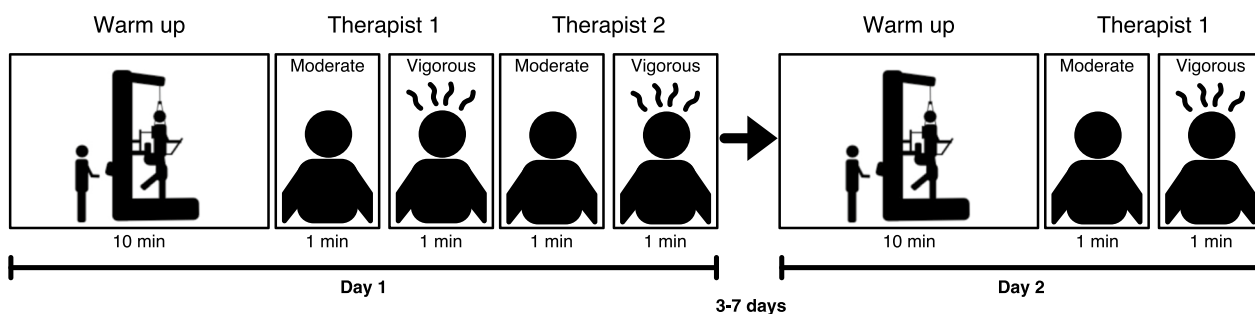 Warm up Therapist 1 Therapist 2 Warm up Therapist 1
Moderate Vigorous Moderate Vigorous Moderate Vigorous
10 min 1 min 1 min 1 min 1 min 10 min 1 min 1 min
Day 1 Day 2
3-7 days